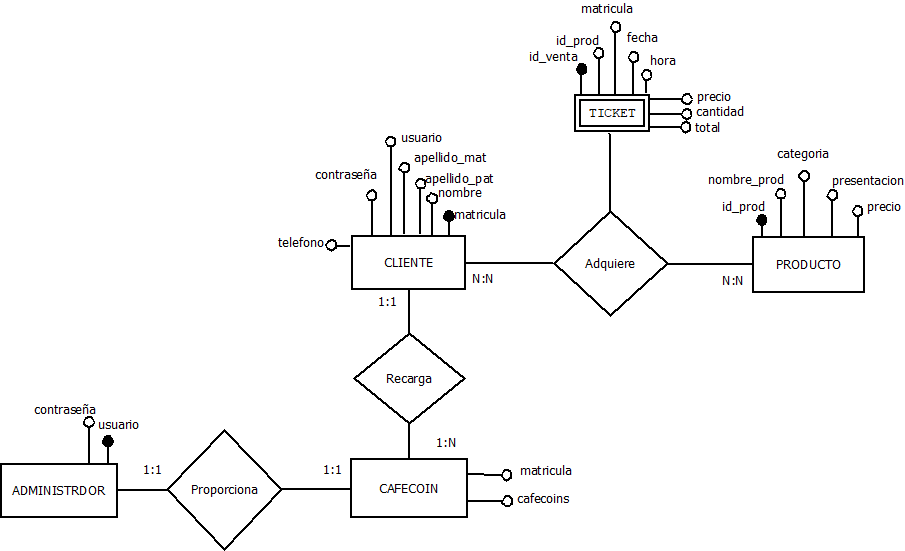 matricula
id_prod
fecha
id_venta
hora
precio
TICKET
cantidad
total
usuario
apellido_mat
contraseña
apellido_pat
nombre
matricula
telefono
CLIENTE
categoria
nombre_prod
presentacion
id_prod
precio
Adquiere
PRODUCTO
N:N
N:N
1:1
Recarga
1:N
contraseña
usuario
1:1
1:1
matricula
ADMINISTRDOR
Proporciona
CAFECOIN
cafecoins